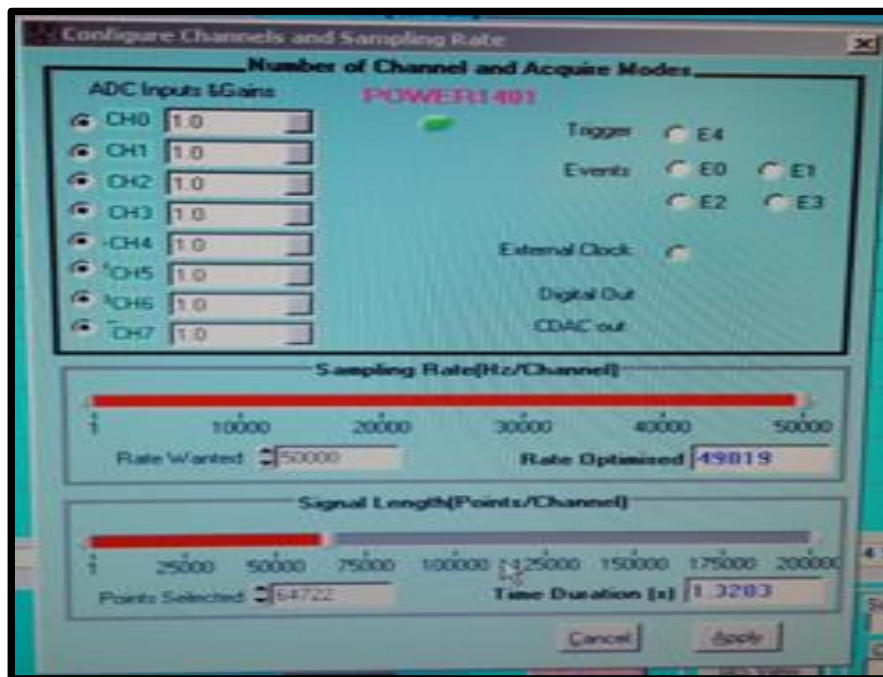 Configure Channels and Sampling Rate
Number of Channel and Acquire Modes
ADC Inputs &Gains
POWER1401
CH0 1.0
CH1 1.0
CH2 1.0
CH3 1.0
CH4 1.0
CH5 1.0
CH6 1.0
CH7 1.0
Trigger E4
Events E0 E1
E2 E3
External Clock
Digital Out
CDAC out
Sampling Rate(Hz/Channel)
1 10000 20000 30000 40000 50000
Rate Wanted 50000 Rate Optimised 49019
Signal Length(Points/Channel)
1 25000 50000 75000 100000 125000 150000 175000 200000
Points Selected 64722 Time Duration (s) 1.3203
Cancel Apply